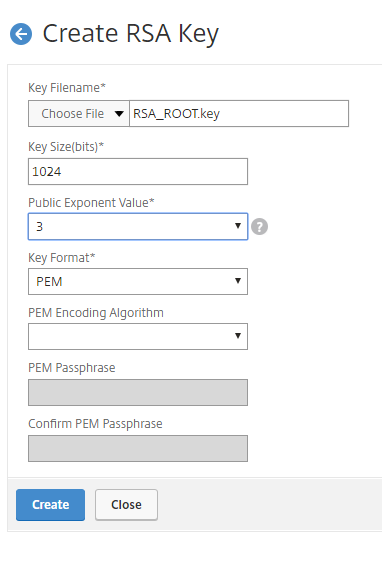 Create RSA Key
Key Filename*
Choose File RSA_ROOT.key
Key Size(bits)*
1024
Public Exponent Value*
3 ?
Key Format*
PEM
PEM Encoding Algorithm
PEM Passphrase
Confirm PEM Passphrase
Create Close